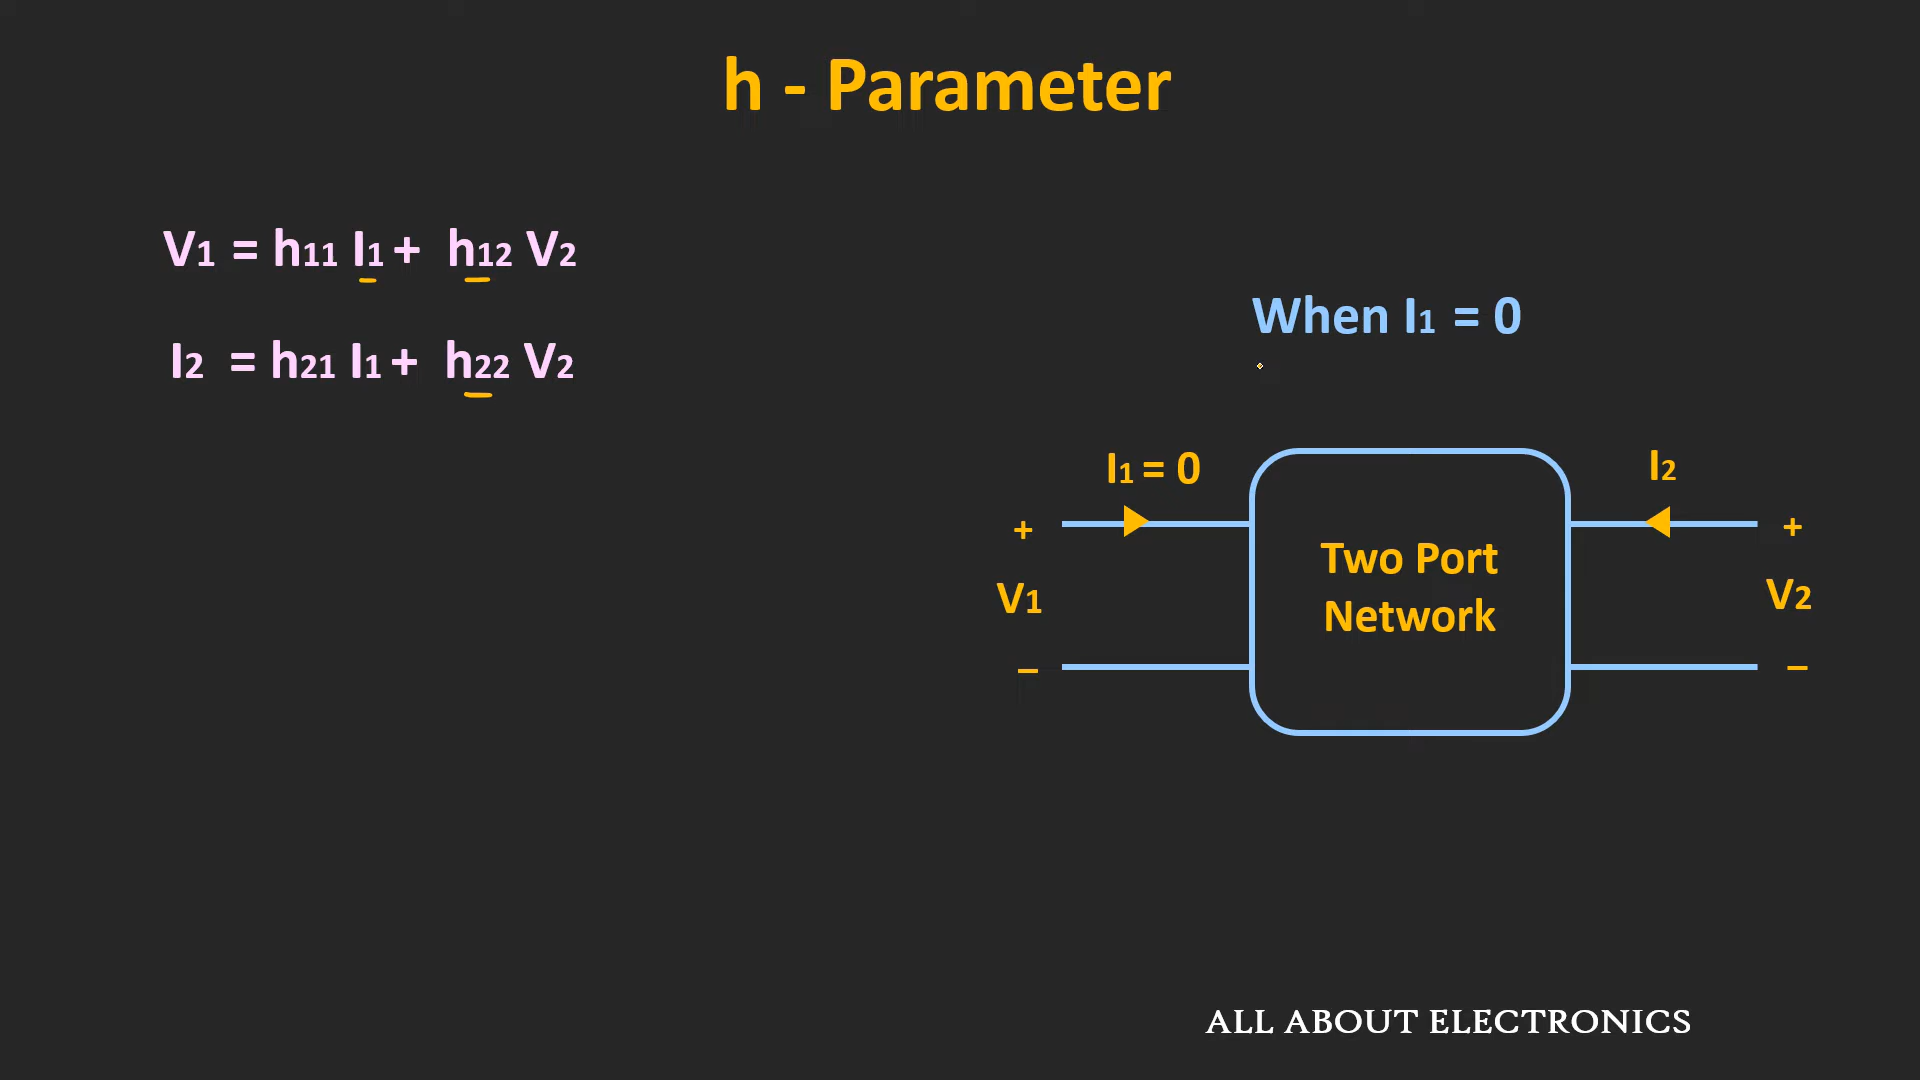 h - Parameter
V1 = h11 I1 + h12 V2
I2 = h21 I1 + h22 V2
When I1 = 0
I1 = 0
I2
+
+
V1
V2
Two Port
Network
–
–
ALL ABOUT ELECTRONICS